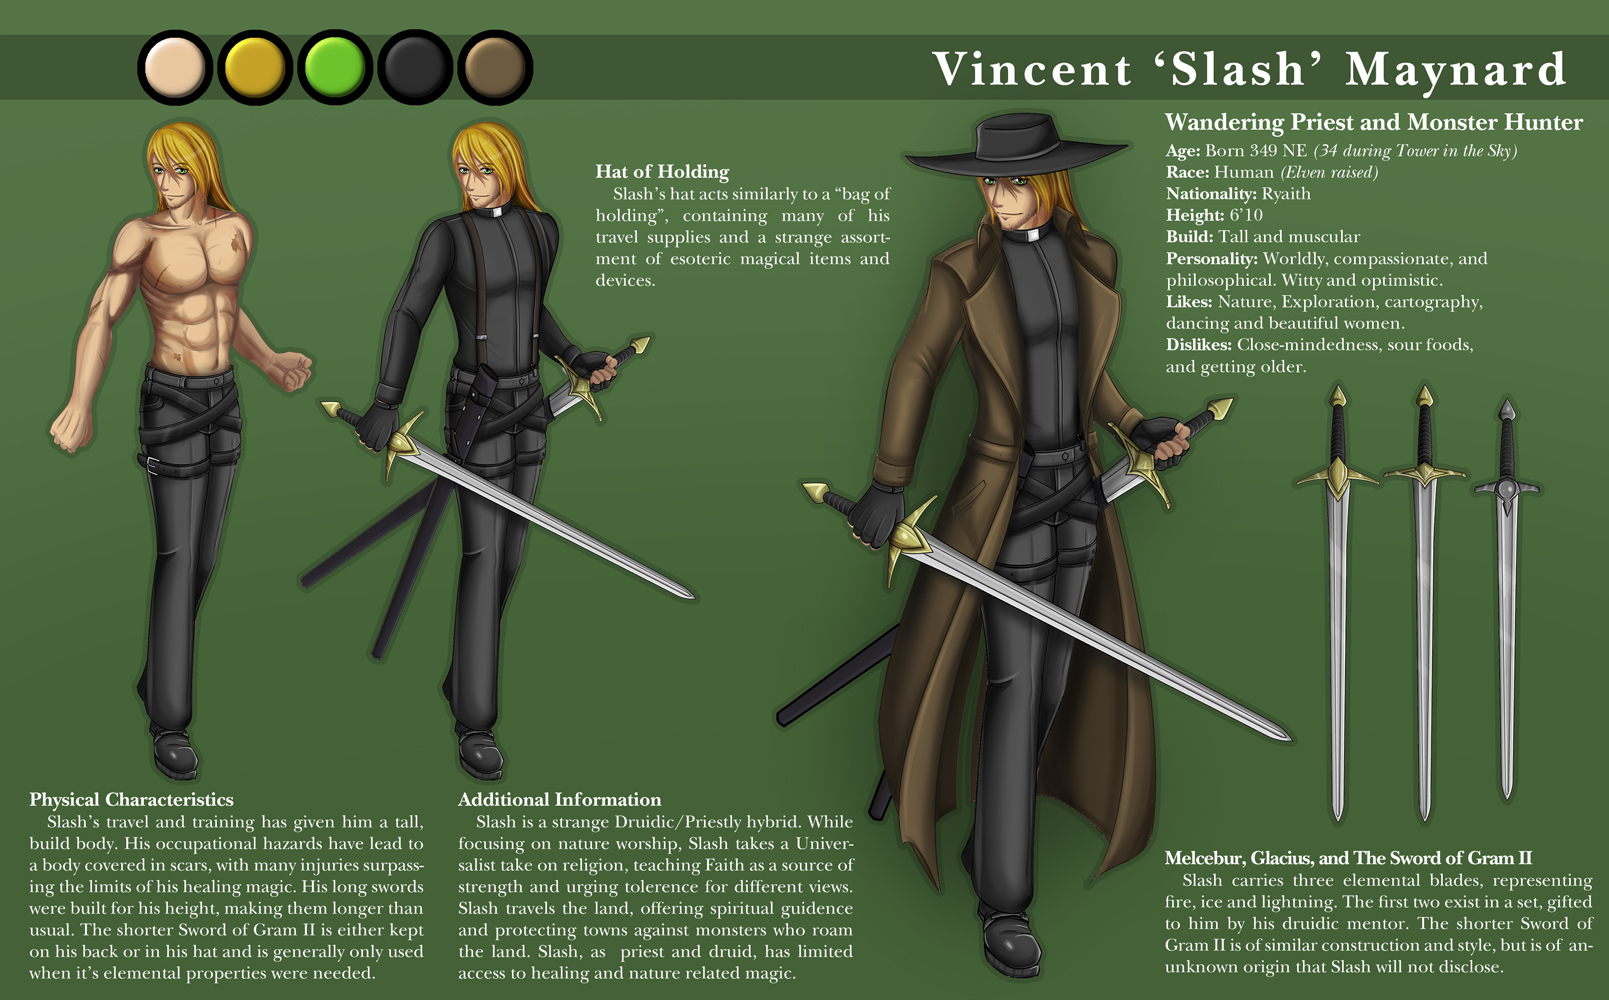 Vincent ‘Slash’ Maynard
Wandering Priest and Monster Hunter
Age: Born 349 NE (34 during Tower in the Sky)
Race: Human (Elven raised)
Nationality: Ryaith
Height: 6’10
Build: Tall and muscular
Personality: Worldly, compassionate, and
philosophical. Witty and optimistic.
Likes: Nature, Exploration, cartography,
dancing and beautiful women.
Dislikes: Close-mindedness, sour foods,
and getting older.
Hat of Holding
Slash’s hat acts similarly to a “bag of
holding”, containing many of his
travel supplies and a strange assort-
ment of esoteric magical items and
devices.
Physical Characteristics
Slash’s travel and training has given him a tall,
build body. His occupational hazards have lead to
a body covered in scars, with many injuries surpass-
ing the limits of his healing magic. His long swords
were built for his height, making them longer than
usual. The shorter Sword of Gram II is either kept
on his back or in his hat and is generally only used
when it’s elemental properties were needed.
Additional Information
Slash is a strange Druidic/Priestly hybrid. While
focusing on nature worship, Slash takes a Univer-
salist take on religion, teaching Faith as a source of
strength and urging tolerence for different views.
Slash travels the land, offering spiritual guidence
and protecting towns against monsters who roam
the land. Slash, as priest and druid, has limited
access to healing and nature related magic.
Melcebur, Glacius, and The Sword of Gram II
Slash carries three elemental blades, representing
fire, ice and lightning. The first two exist in a set, gifted
to him by his druidic mentor. The shorter Sword of
Gram II is of similar construction and style, but is of an-
unknown origin that Slash will not disclose.